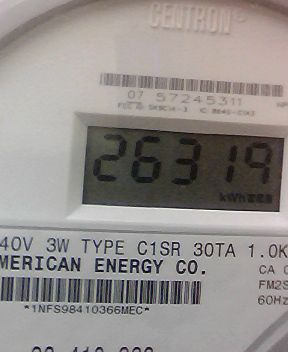 CENTRON®
07 57245311
26319
kWh
40V 3W TYPE C1SR 30TA 1.0K
MERICAN ENERGY CO.
CA 0
FM2S
60Hz
*1NFS98410366MEC*